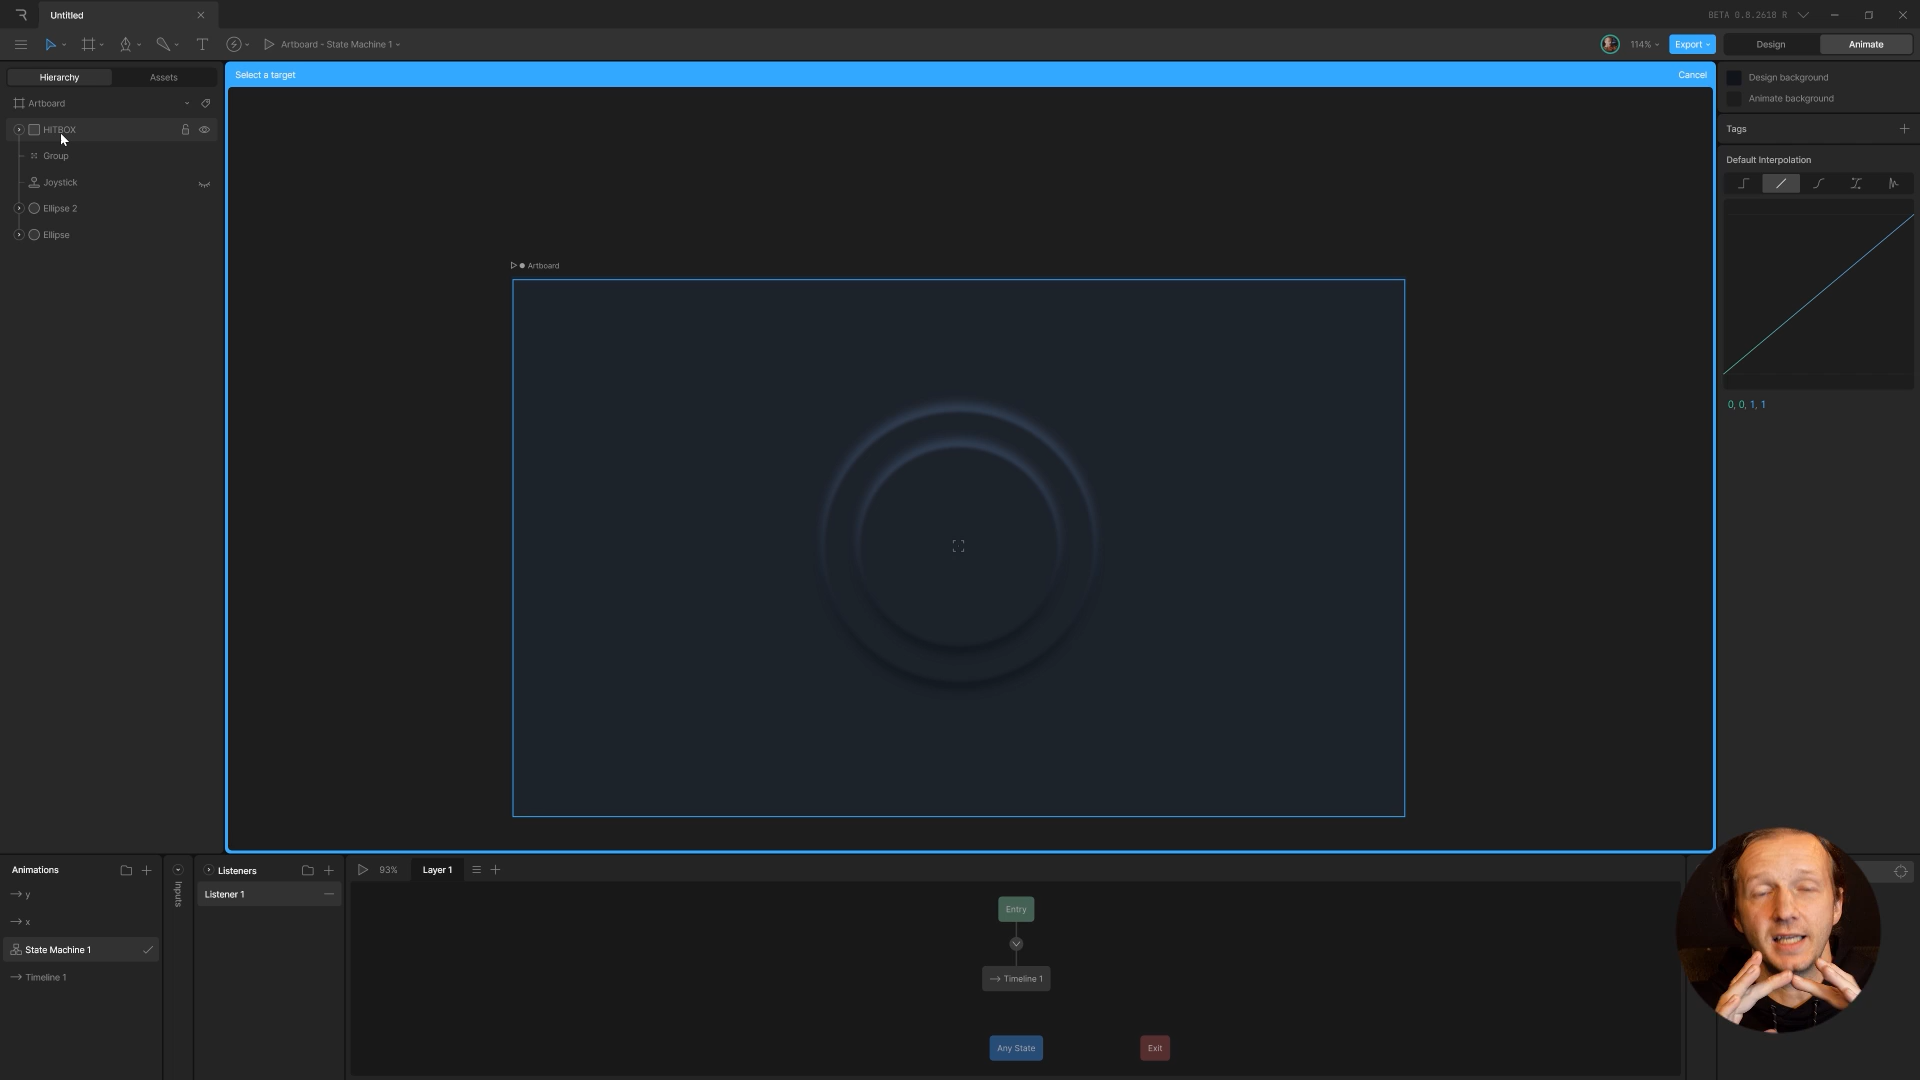 Untitled
BETA 0.8.2618 R
Artboard - State Machine 1
114%
Export
Design
Animate
Hierarchy
Assets
Select a target
Cancel
Design background
Animate background
Artboard
HITBOX
Group
Joystick
Ellipse 2
Ellipse
Tags
Default Interpolation
0, 0, 1, 1
Artboard
Animations
Inputs
Listeners
93%
Layer 1
y
Listener 1
x
State Machine 1
Timeline 1
Entry
Timeline 1
Any State
Exit